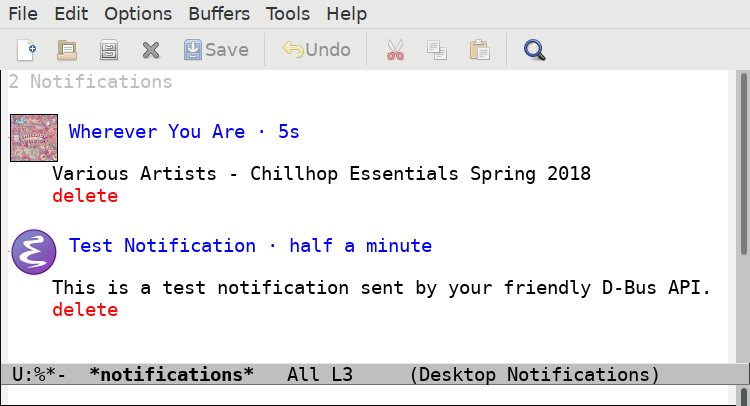 File Edit Options Buffers Tools Help
Save Undo
2 Notifications
Wherever You Are · 5s
Various Artists - Chillhop Essentials Spring 2018
delete
Test Notification · half a minute
This is a test notification sent by your friendly D-Bus API.
delete
U:%*-  *notifications*   All L3     (Desktop Notifications)